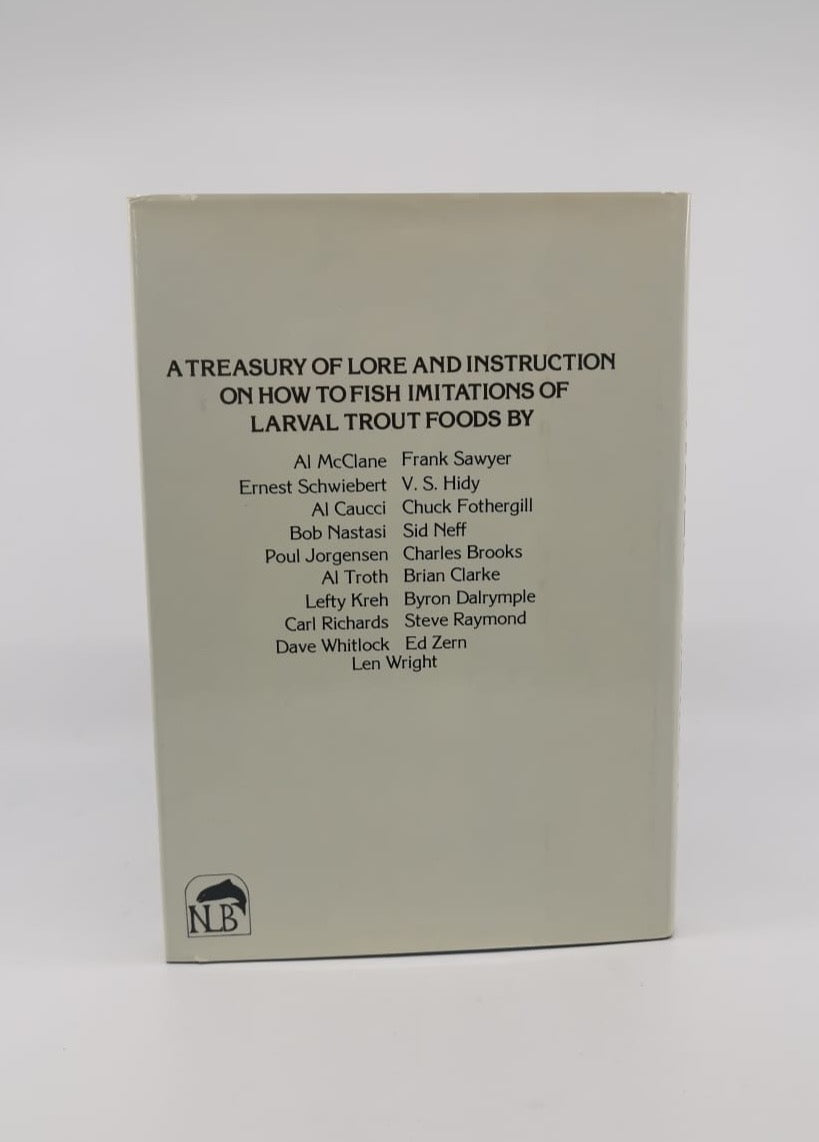 A TREASURY OF LORE AND INSTRUCTION
ON HOW TO FISH IMITATIONS OF
LARVAL TROUT FOODS BY
Al McClane Frank Sawyer
Ernest Schwiebert V. S. Hidy
Al Caucci Chuck Fothergill
Bob Nastasi Sid Neff
Poul Jorgensen Charles Brooks
Al Troth Brian Clarke
Lefty Kreh Byron Dalrymple
Carl Richards Steve Raymond
Dave Whitlock Ed Zern
Len Wright
NLB